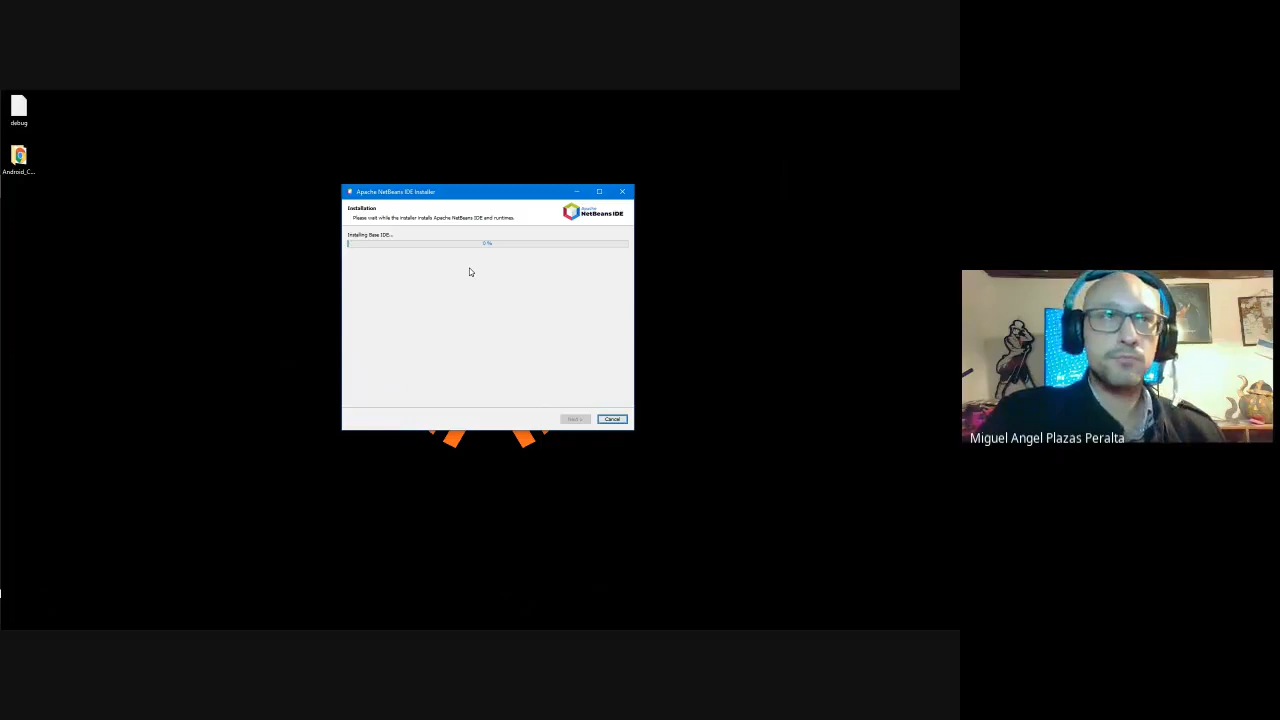 debug
Android_C...
Apache NetBeans IDE Installer
Installation
Please wait while the installer installs Apache NetBeans IDE and runtimes.
Apache
NetBeans IDE
Installing Base IDE...
0 %
Next >
Cancel
Miguel Angel Plazas Peralta